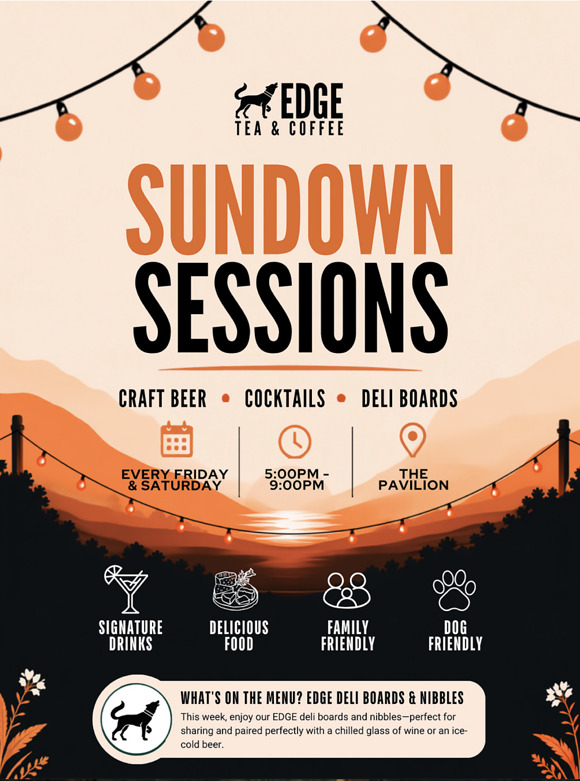 EDGE
TEA & COFFEE
SUNDOWN
SESSIONS
CRAFT BEER • COCKTAILS • DELI BOARDS
EVERY FRIDAY
& SATURDAY
5:00PM –
9:00PM
THE
PAVILION
SIGNATURE
DRINKS
DELICIOUS
FOOD
FAMILY
FRIENDLY
DOG
FRIENDLY
WHAT'S ON THE MENU? EDGE DELI BOARDS & NIBBLES
This week, enjoy our EDGE deli boards and nibbles—perfect for
sharing and paired perfectly with a chilled glass of wine or an ice-
cold beer.